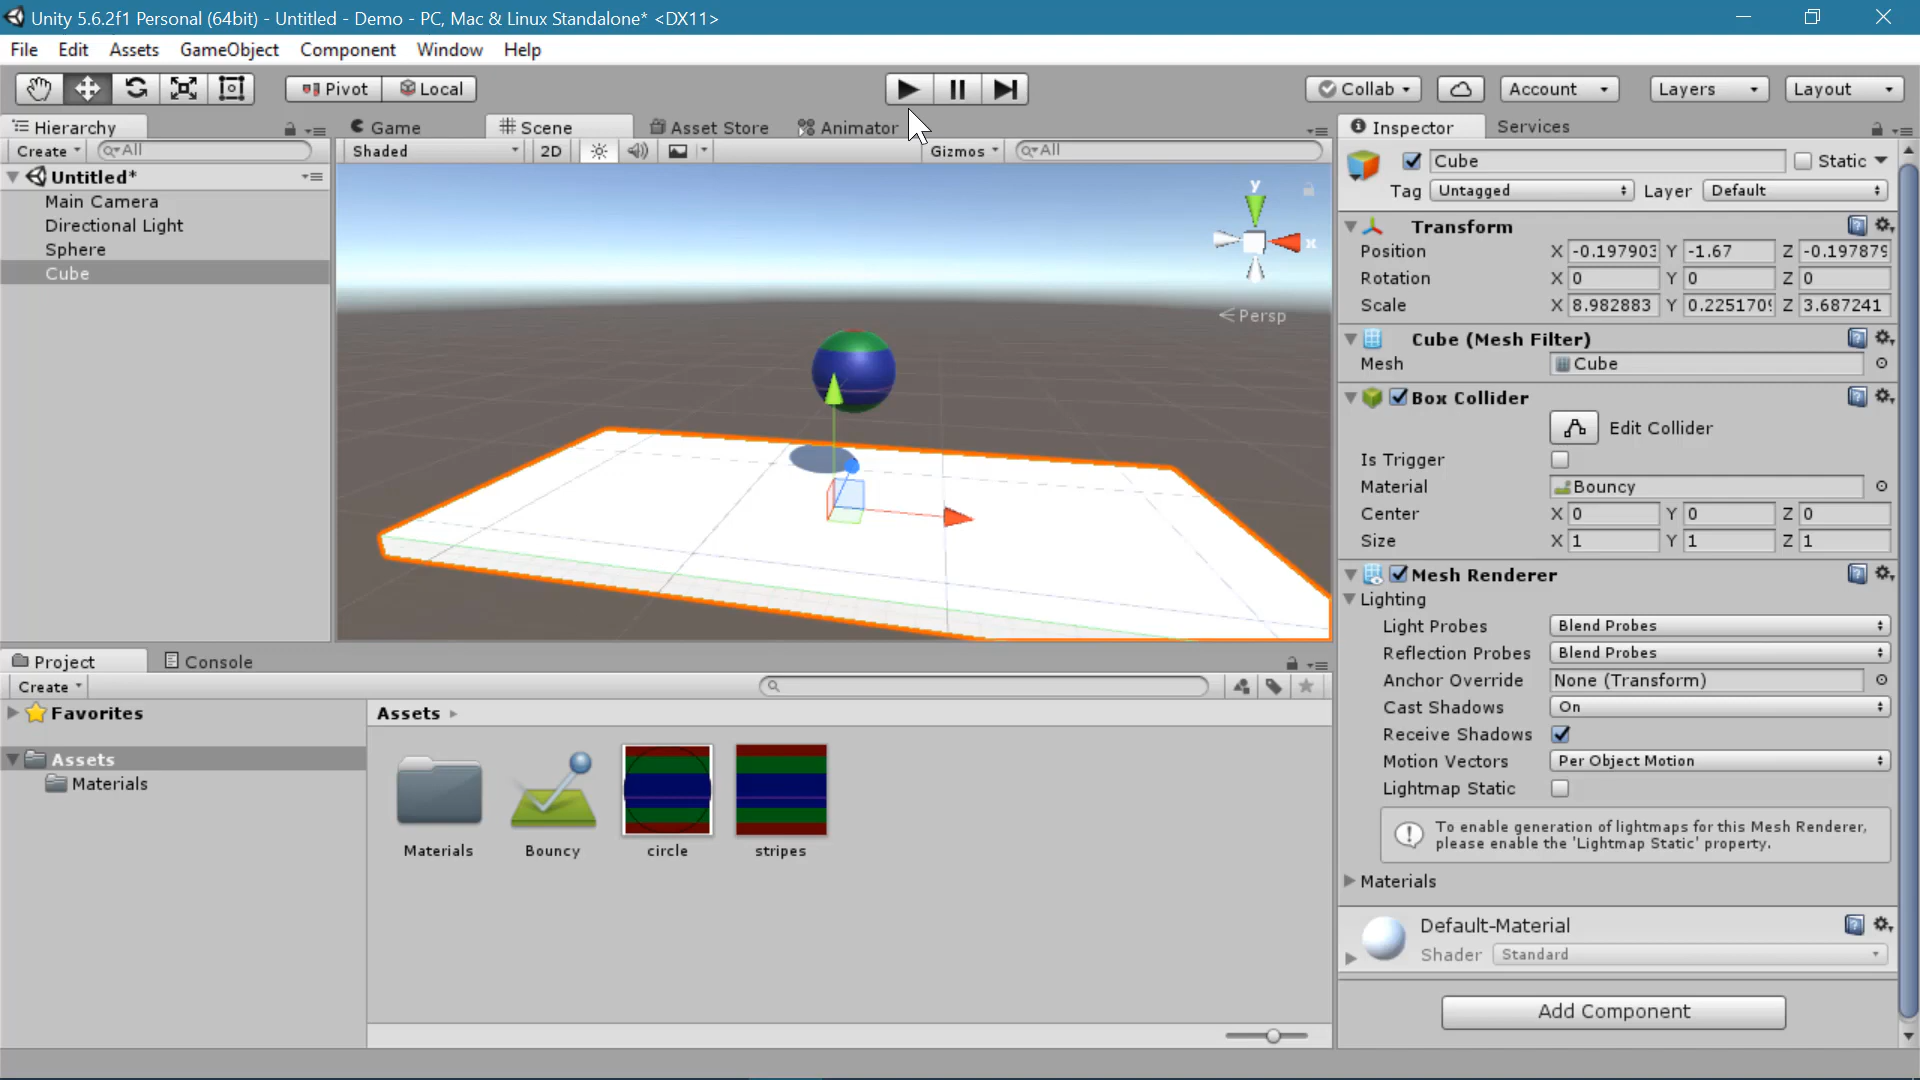 Unity 5.6.2f1 Personal (64bit) - Untitled - Demo - PC, Mac & Linux Standalone* <DX11>
File Edit Assets GameObject Component Window Help
Pivot Local Collab Account Layers Layout
Hierarchy
Create All
Untitled*
Main Camera
Directional Light
Sphere
Cube
Game Scene Asset Store Animator
Shaded 2D Gizmos All
y
x
Persp
Project Console
Create
Favorites
Assets
Materials
Assets
Materials Bouncy circle stripes
Inspector Services
Cube Static
Tag Untagged Layer Default
Transform
Position X -0.197903 Y -1.67 Z -0.197879
Rotation X 0 Y 0 Z 0
Scale X 8.982883 Y 0.225170 Z 3.687241
Cube (Mesh Filter)
Mesh Cube
Box Collider
Edit Collider
Is Trigger
Material Bouncy
Center X 0 Y 0 Z 0
Size X 1 Y 1 Z 1
Mesh Renderer
Lighting
Light Probes Blend Probes
Reflection Probes Blend Probes
Anchor Override None (Transform)
Cast Shadows On
Receive Shadows
Motion Vectors Per Object Motion
Lightmap Static
To enable generation of lightmaps for this Mesh Renderer,
please enable the 'Lightmap Static' property.
Materials
Default-Material
Shader Standard
Add Component